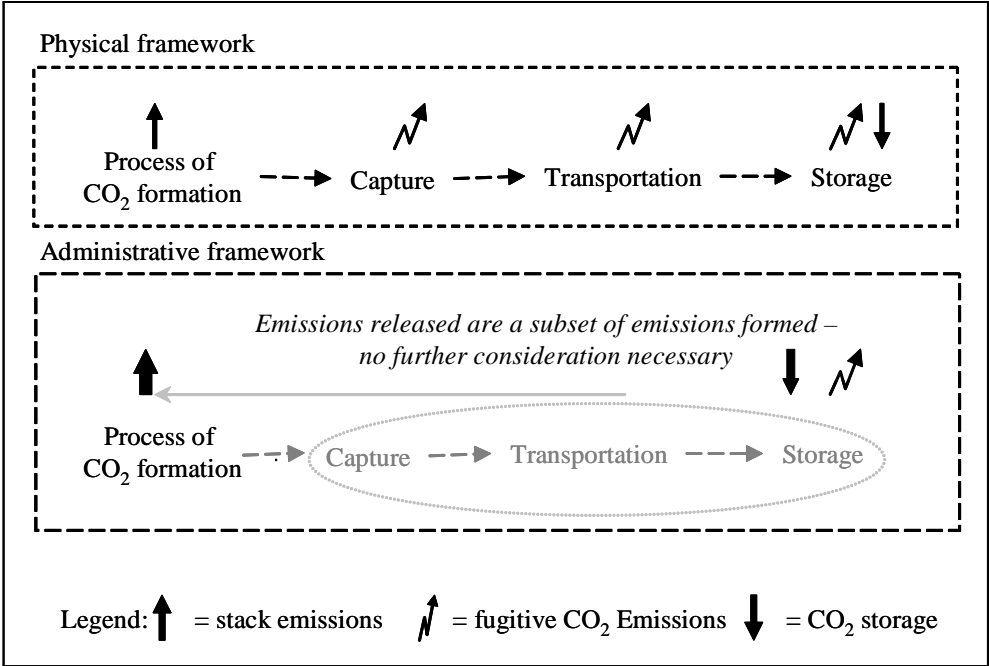 Physical framework
Process of
CO₂ formation
Capture
Transportation
Storage
Administrative framework
Emissions released are a subset of emissions formed –
no further consideration necessary
Process of
CO₂ formation
Capture
Transportation
Storage
Legend: = stack emissions = fugitive CO₂ Emissions = CO₂ storage